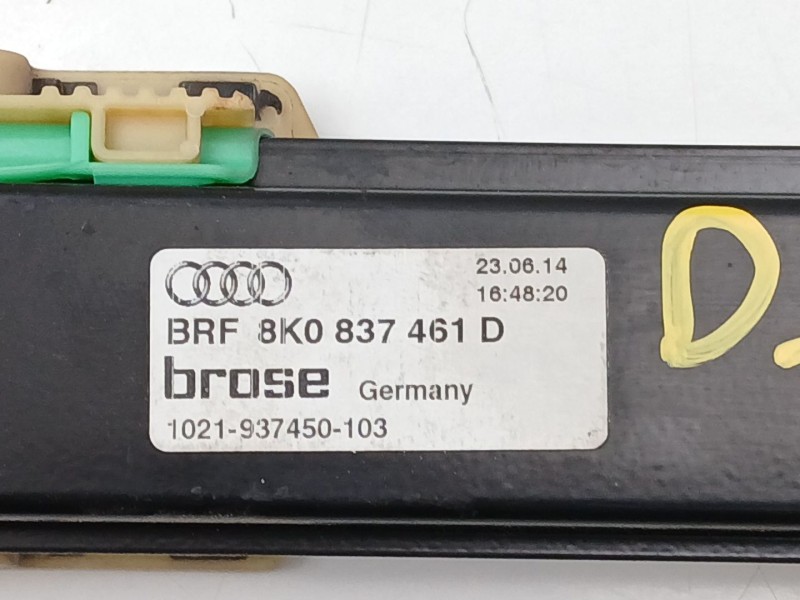 23.06.14
16:48:20
BRF 8K0 837 461 D
brose Germany
1021-937450-103
D.